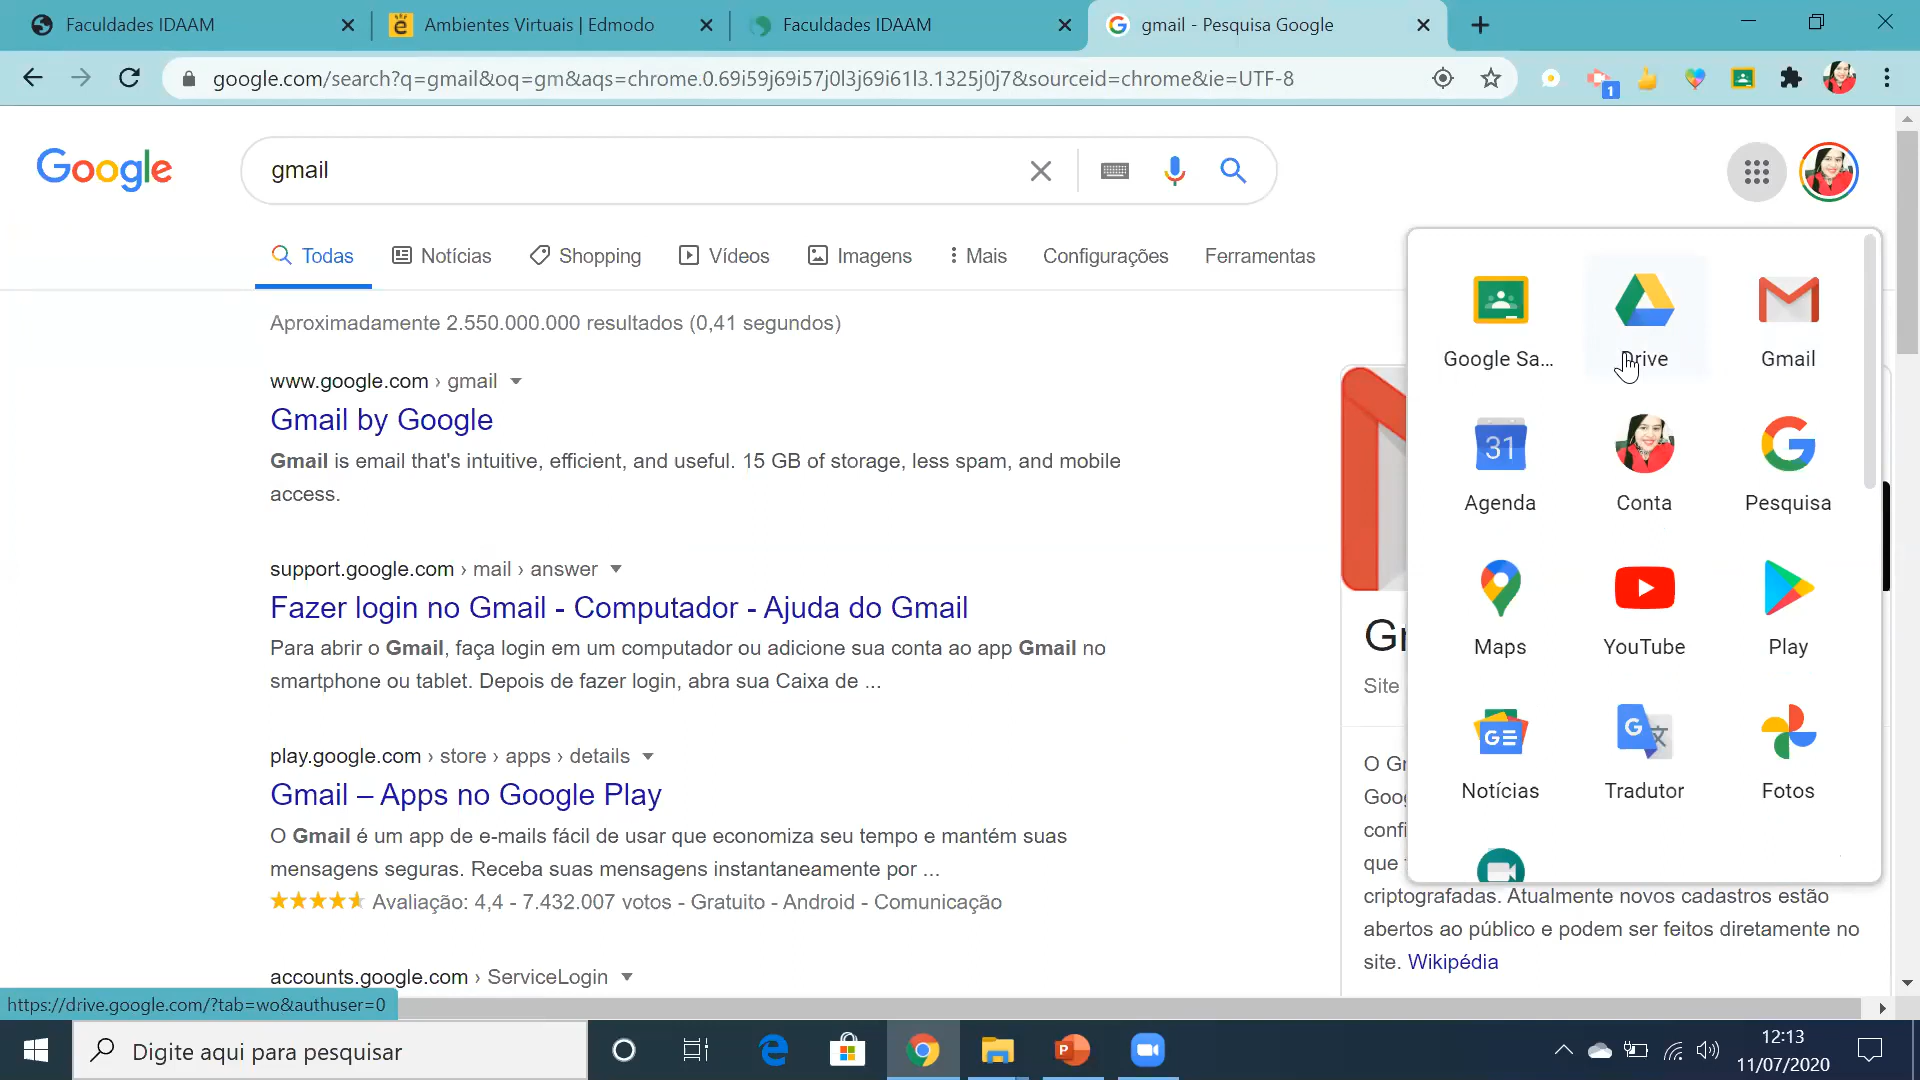 Faculdades IDAAM
Ambientes Virtuais | Edmodo
Faculdades IDAAM
gmail - Pesquisa Google
google.com/search?q=gmail&oq=gm&aqs=chrome.0.69i59j69i57j0l3j69i61l3.1325j0j7&sourceid=chrome&ie=UTF-8
1
Google
gmail
Todas
Notícias
Shopping
Vídeos
Imagens
Mais
Configurações
Ferramentas
Aproximadamente 2.550.000.000 resultados (0,41 segundos)
www.google.com › gmail
Gmail by Google
Gmail is email that's intuitive, efficient, and useful. 15 GB of storage, less spam, and mobile
access.
support.google.com › mail › answer
Fazer login no Gmail - Computador - Ajuda do Gmail
Para abrir o Gmail, faça login em um computador ou adicione sua conta ao app Gmail no
smartphone ou tablet. Depois de fazer login, abra sua Caixa de ...
play.google.com › store › apps › details
Gmail – Apps no Google Play
O Gmail é um app de e-mails fácil de usar que economiza seu tempo e mantém suas
mensagens seguras. Receba suas mensagens instantaneamente por ...
Avaliação: 4,4 - 7.432.007 votos - Gratuito - Android - Comunicação
accounts.google.com › ServiceLogin
Google Sa...
Drive
Gmail
31
Agenda
Conta
Pesquisa
Maps
YouTube
Play
GE
Notícias
G
Tradutor
Fotos
Site
O
confi
que
criptografadas. Atualmente novos cadastros estão
abertos ao público e podem ser feitos diretamente no
site. Wikipédia
https://drive.google.com/?tab=wo&authuser=0
Digite aqui para pesquisar
12:13
11/07/2020